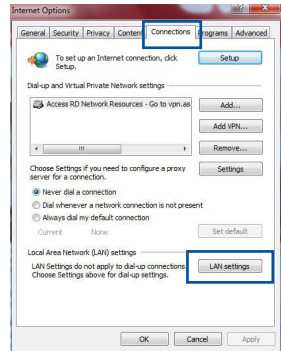 Internet Options
General Security Privacy Content Connections Programs Advanced
To set up an Internet connection, click
Setup.
Setup
Dial-up and Virtual Private Network settings
Access RD Network Resources - Go to vpn.as
Add...
Add VPN...
Remove...
Choose Settings if you need to configure a proxy
server for a connection.
Settings
Never dial a connection
Dial whenever a network connection is not present
Always dial my default connection
Current None
Set default
Local Area Network (LAN) settings
LAN Settings do not apply to dial-up connections.
Choose Settings above for dial-up settings.
LAN settings
OK Cancel Apply